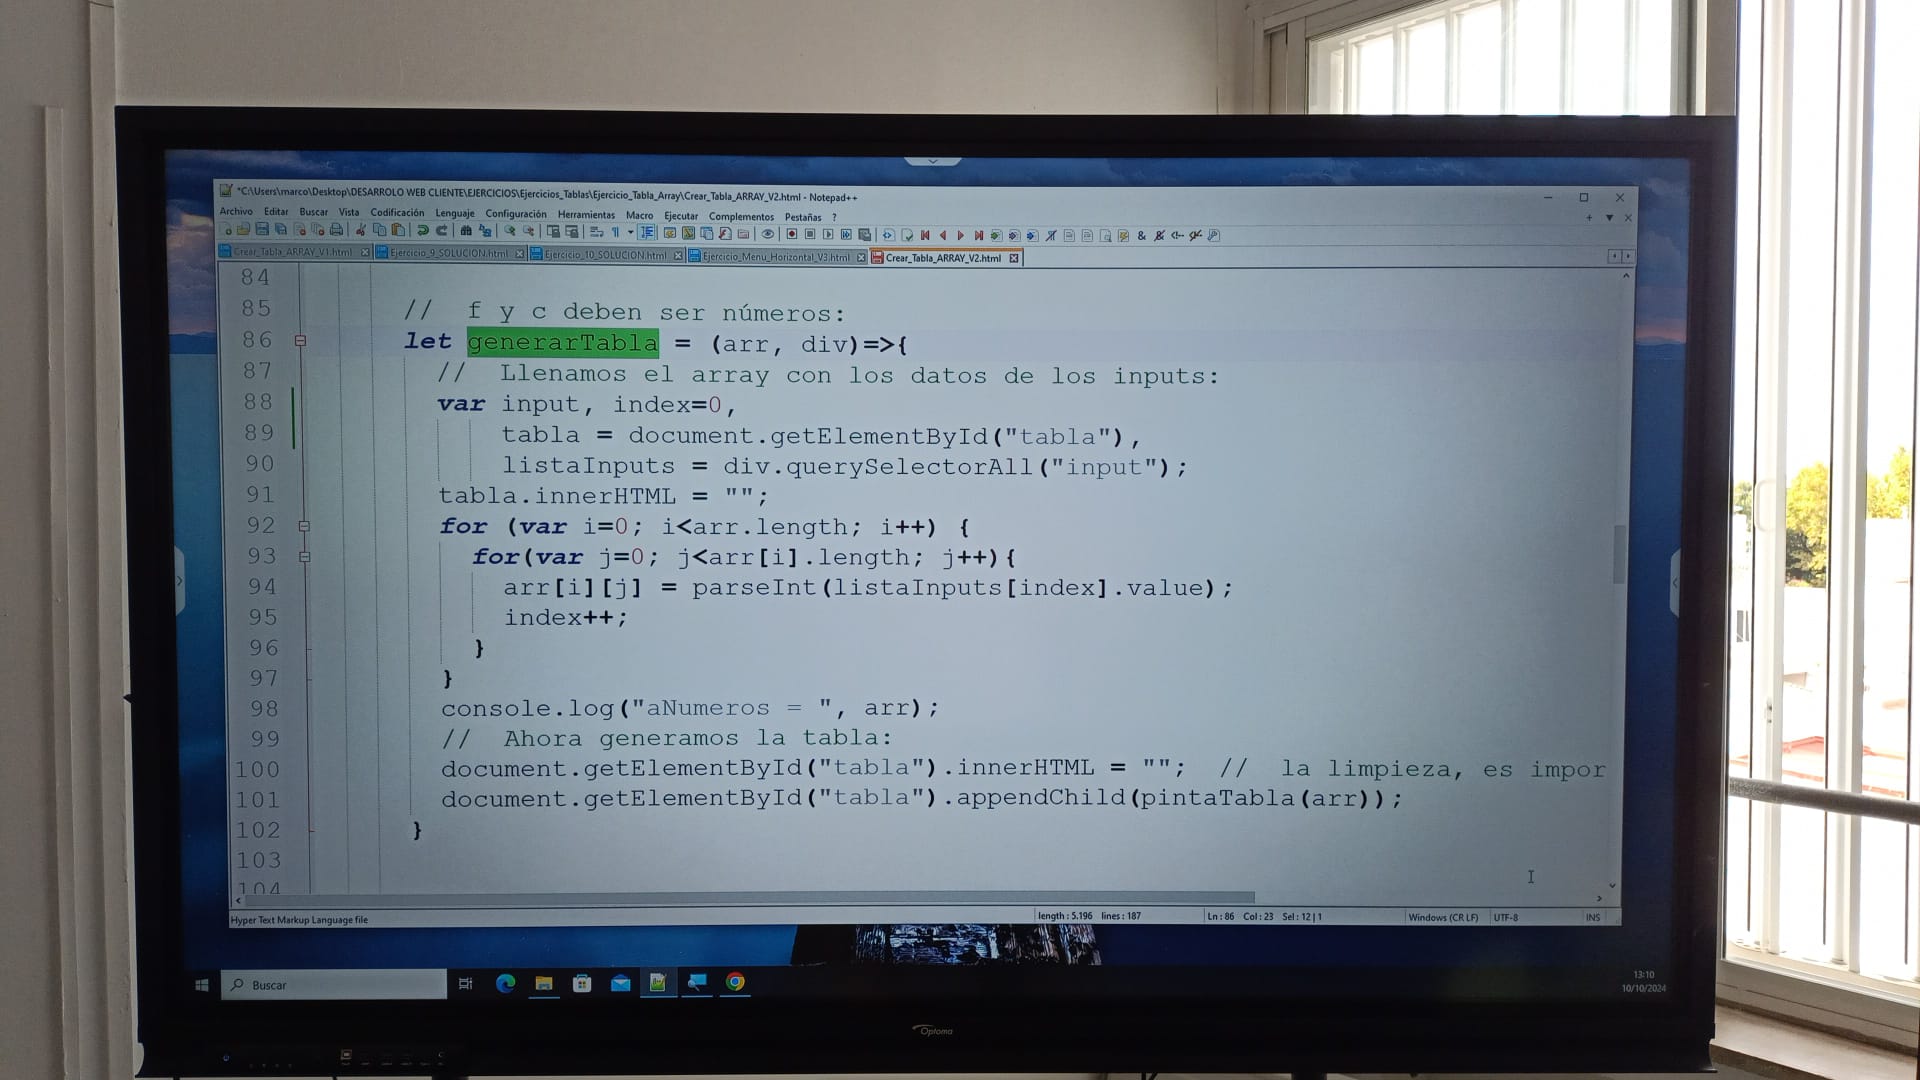 *C:\Users\marco\Desktop\DESARROLO WEB CLIENTE\EJERCICIOS\Ejercicios_Tablas\Ejercicio_Tabla_Array\Crear_Tabla_ARRAY_V2.html - Notepad++
Archivo Editar Buscar Vista Codificación Lenguaje Configuración Herramientas Macro Ejecutar Complementos Pestañas ?
Crear_Tabla_ARRAY_V1.html Ejercicio_9_SOLUCION.html Ejercicio_10_SOLUCION.html Ejercicio_Menu_Horizontal_V3.html Crear_Tabla_ARRAY_V2.html
84
85 // f y c deben ser números:
86 let generarTabla = (arr, div)=>{
87 // Llenamos el array con los datos de los inputs:
88 var input, index=0,
89 tabla = document.getElementById("tabla"),
90 listaInputs = div.querySelectorAll("input");
91 tabla.innerHTML = "";
92 for (var i=0; i<arr.length; i++) {
93 for(var j=0; j<arr[i].length; j++){
94 arr[i][j] = parseInt(listaInputs[index].value);
95 index++;
96 }
97 }
98 console.log("aNumeros = ", arr);
99 // Ahora generamos la tabla:
100 document.getElementById("tabla").innerHTML = ""; // la limpieza, es impor
101 document.getElementById("tabla").appendChild(pintaTabla(arr));
102 }
103
104
Hyper Text Markup Language file length : 5.196 lines : 187 Ln : 86 Col : 23 Sel : 12 | 1 Windows (CR LF) UTF-8 INS
Buscar
13:10
10/10/2024
Optoma